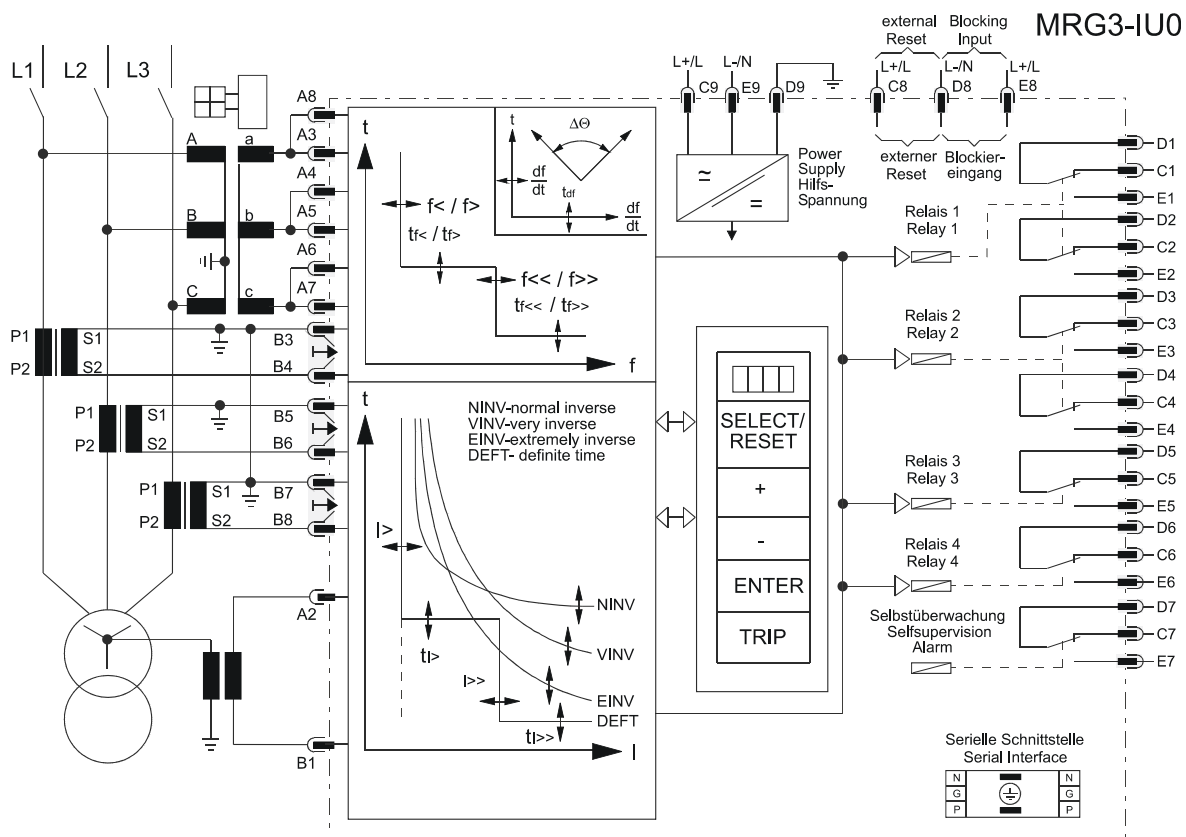 MRG3-IU0
external
Reset
Blocking
Input
L+/L
L-/N
L+/L
L-/N
L+/L
C9
E9
D9
C8
D8
E8
externer
Reset
Blockier-
eingang
Power
Supply
Hilfs-
Spannung
≃
=
L1
L2
L3
A
a
B
b
C
c
A8
A3
A4
A5
A6
A7
P1
P2
S1
S2
B3
B4
P1
P2
S1
S2
B5
B6
P1
P2
S1
S2
B7
B8
A2
B1
t
f
f< / f>
tf< / tf>
f<< / f>>
tf<< / tf>>
t
ΔΘ
df
dt
tdf
df
dt
t
I
NINV-normal inverse
VINV-very inverse
EINV-extremely inverse
DEFT- definite time
I>
tI>
I>>
tI>>
NINV
VINV
EINV
DEFT
SELECT/
RESET
+
-
ENTER
TRIP
Relais 1
Relay 1
Relais 2
Relay 2
Relais 3
Relay 3
Relais 4
Relay 4
Selbstüberwachung
Selfsupervision
Alarm
D1
C1
E1
D2
C2
E2
D3
C3
E3
D4
C4
E4
D5
C5
E5
D6
C6
E6
D7
C7
E7
Serielle Schnittstelle
Serial Interface
N
G
P
N
G
P